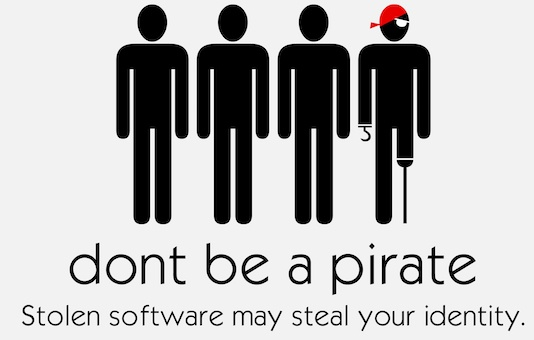 dont be a pirate
Stolen software may steal your identity.